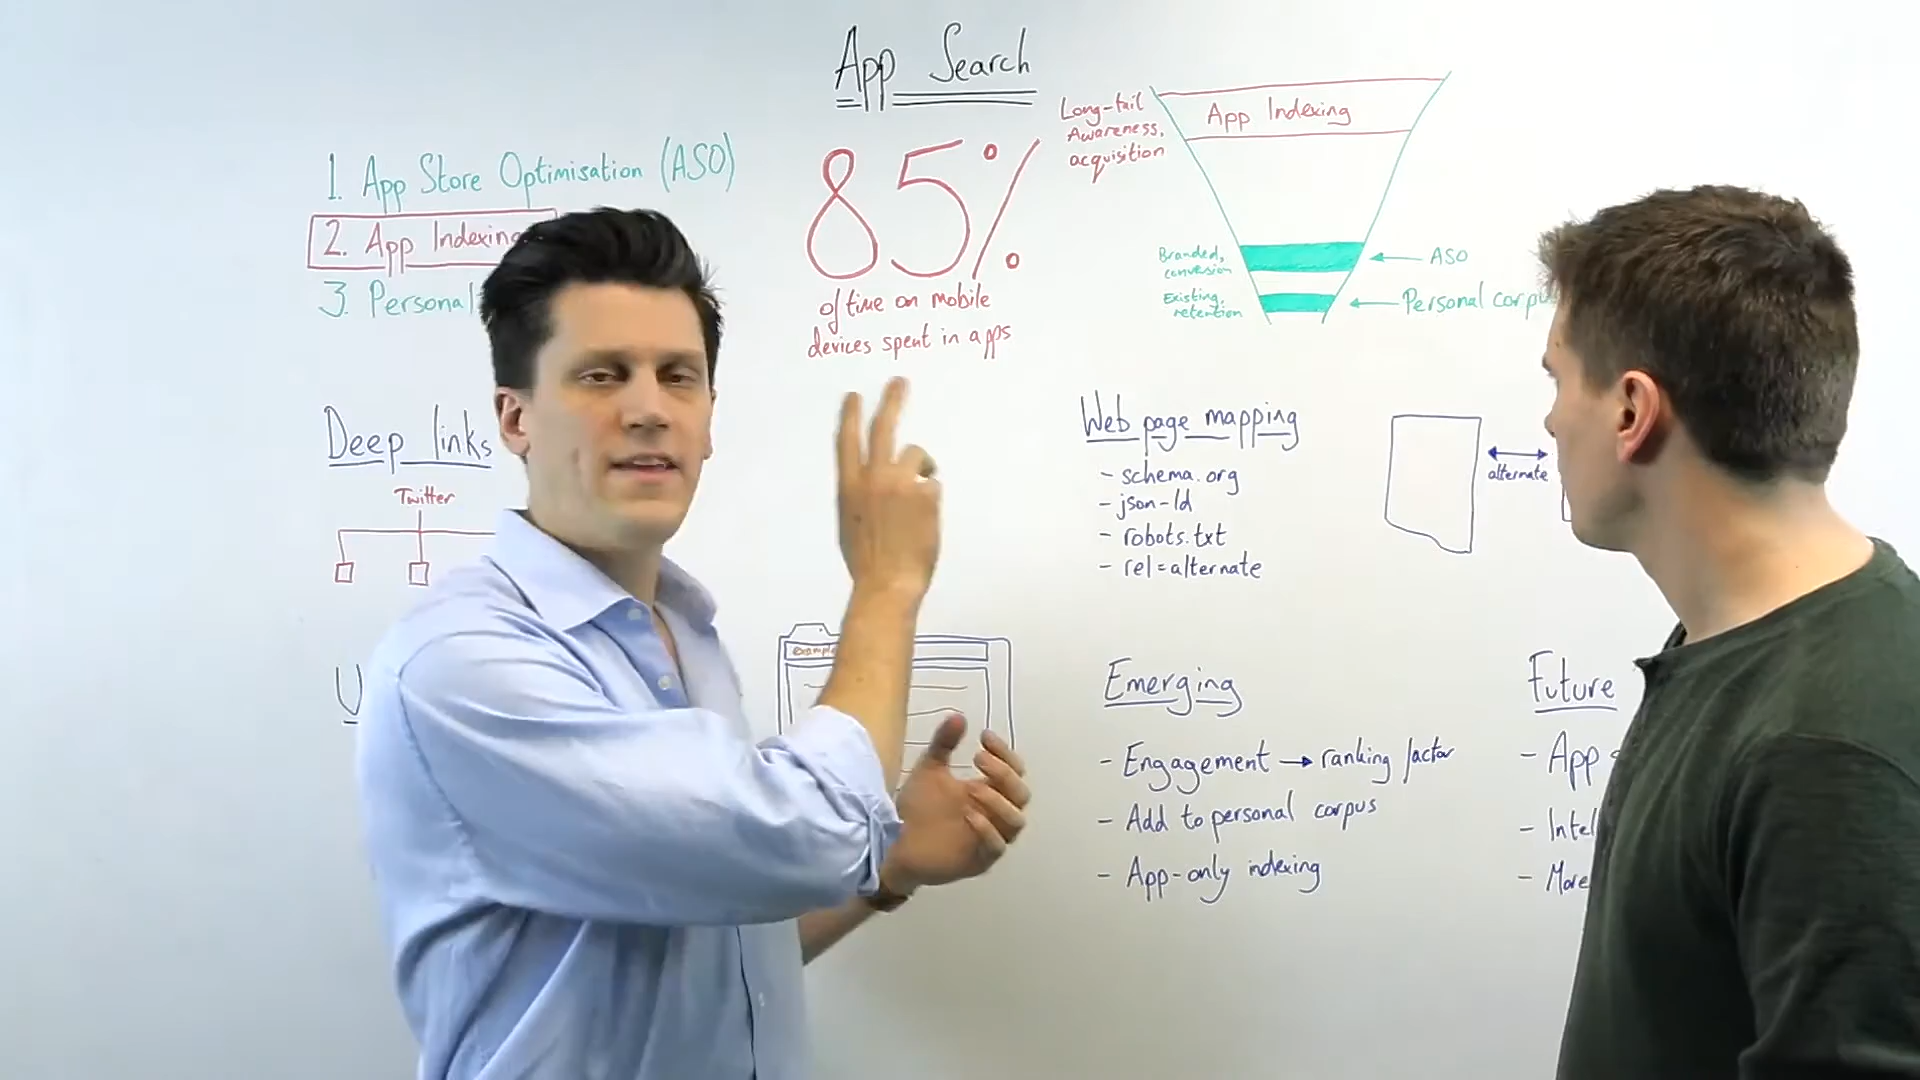 App Search
1. App Store Optimisation (ASO)
2. App Indexing
3. Personal
85%
of time on mobile
devices spent in apps
Long-tail
Awareness,
acquisition
App Indexing
Branded,
conversion
ASO
Existing,
retention
Personal corpu
Deep links
Twitter
Web page mapping
- schema.org
- json-ld
- robots.txt
- rel=alternate
alternate
U
example
Emerging
- Engagement → ranking factor
- Add to personal corpus
- App-only indexing
Future
- App
- Intel
- More